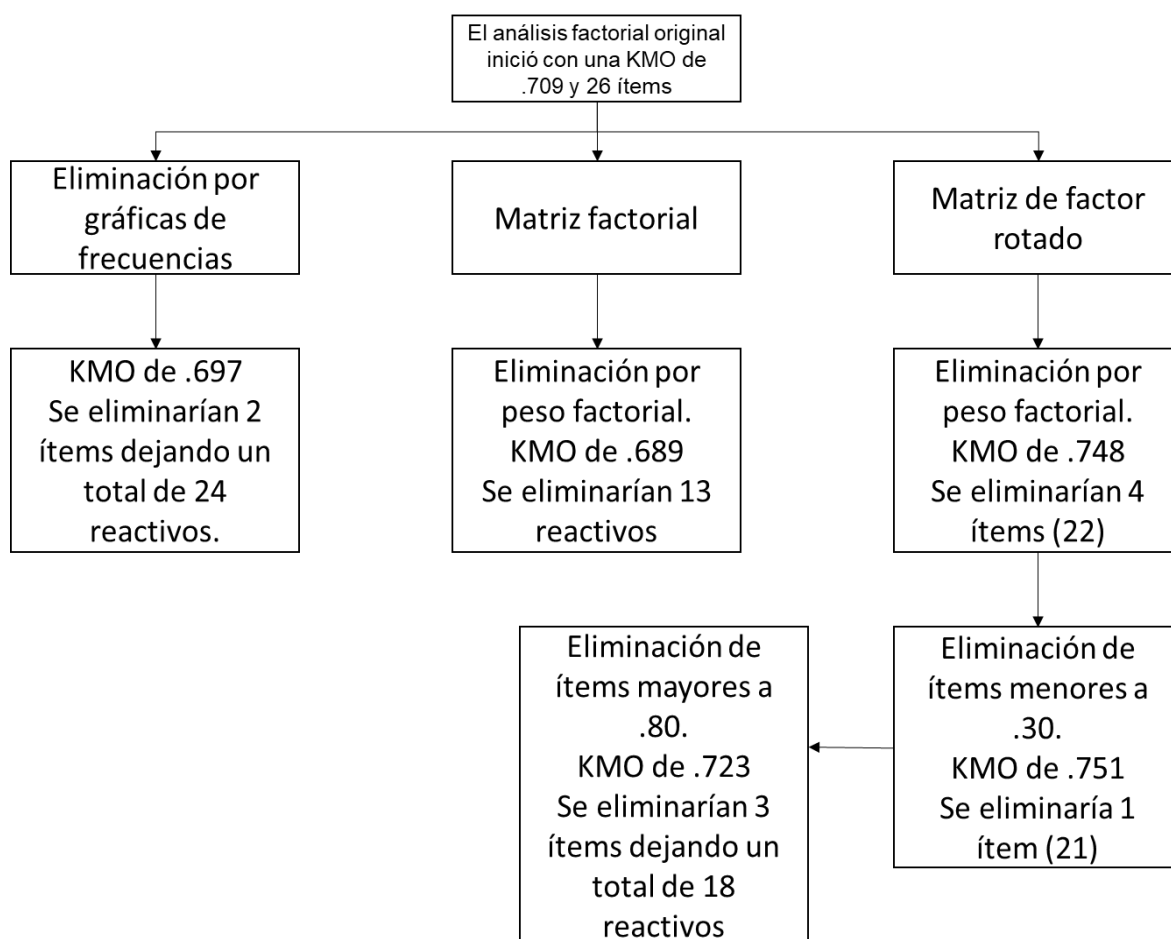 El análisis factorial original
inició con una KMO de
.709 y 26 ítems
Eliminación por
gráficas de
frecuencias
Matriz factorial
Matriz de factor
rotado
KMO de .697
Se eliminarían 2
ítems dejando un
total de 24
reactivos.
Eliminación por
peso factorial.
KMO de .689
Se eliminarían 13
reactivos
Eliminación por
peso factorial.
KMO de .748
Se eliminarían 4
ítems (22)
Eliminación de
ítems mayores a
.80.
KMO de .723
Se eliminarían 3
ítems dejando un
total de 18
reactivos
Eliminación de
ítems menores a
.30.
KMO de .751
Se eliminaría 1
ítem (21)